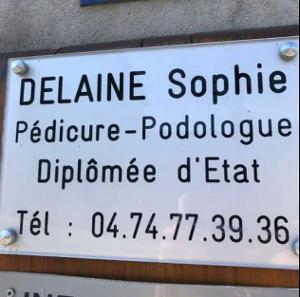 DELAINE Sophie
Pédicure-Podologue
Diplômée d'Etat
Tél : 04.74.77.39.36